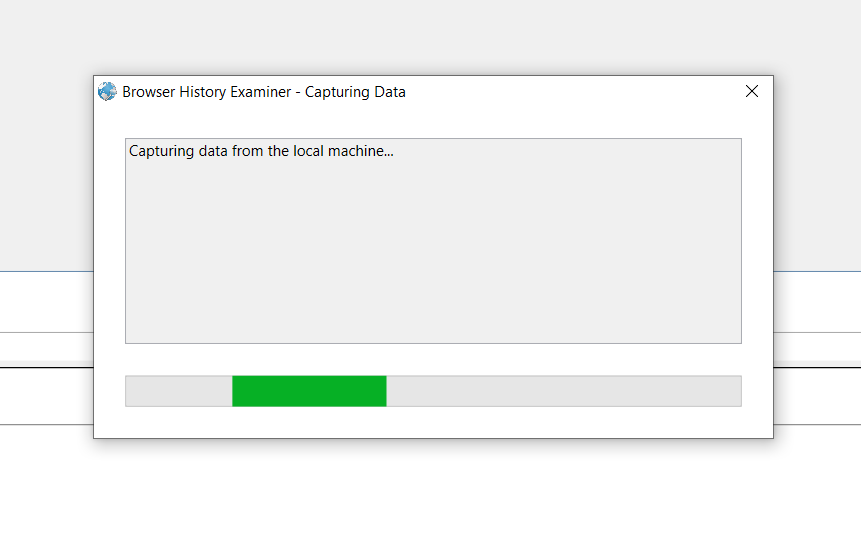 Browser History Examiner - Capturing Data
Capturing data from the local machine...